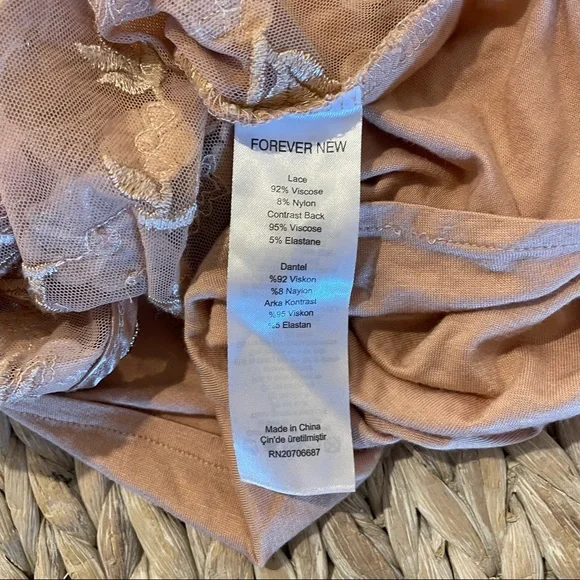 FOREVER NEW
Lace
92% Viscose
8% Nylon
Contrast Back
95% Viscose
5% Elastane
Dantel
%92 Viskon
%8 Naylon
Arka Kontrast
%95 Viskon
%5 Elastan
Made in China
Çin'de üretilmiştir
RN20706687